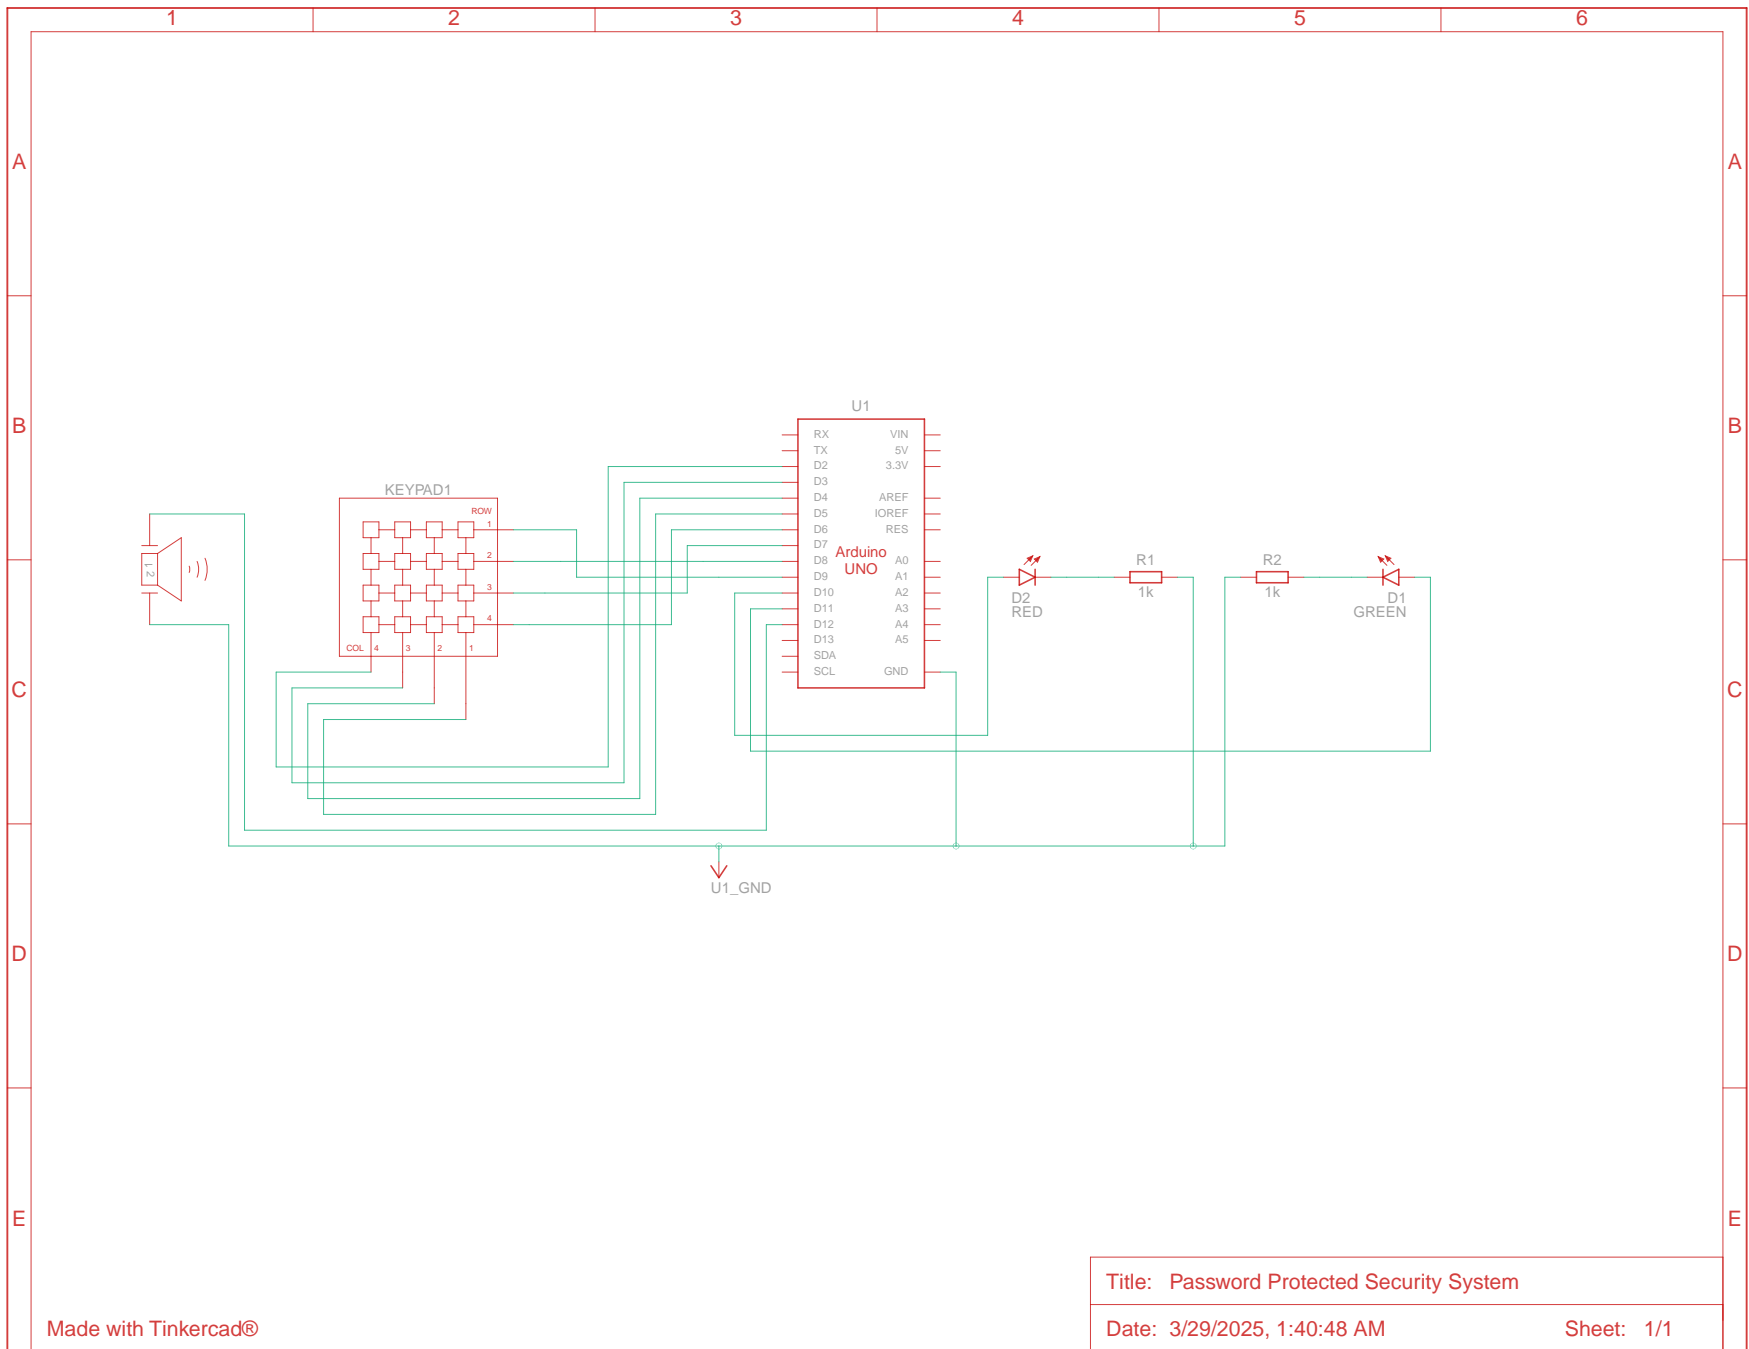 1 2 3 4 5 6
A A
U1
B B
RX VIN
TX 5V
D2 3.3V
D3
D4 AREF
D5 IOREF
D6 RES
D7
D8 A0
D9 A1
D10 A2
D11 A3
D12 A4
D13 A5
SDA
SCL GND
Arduino
UNO
KEYPAD1
ROW
1
2
3
4
COL 4 3 2 1
1 2
D2
RED
R1
1k
R2
1k
D1
GREEN
C C
U1_GND
D D
E E
Title: Password Protected Security System
Made with Tinkercad®
Date: 3/29/2025, 1:40:48 AM Sheet: 1/1